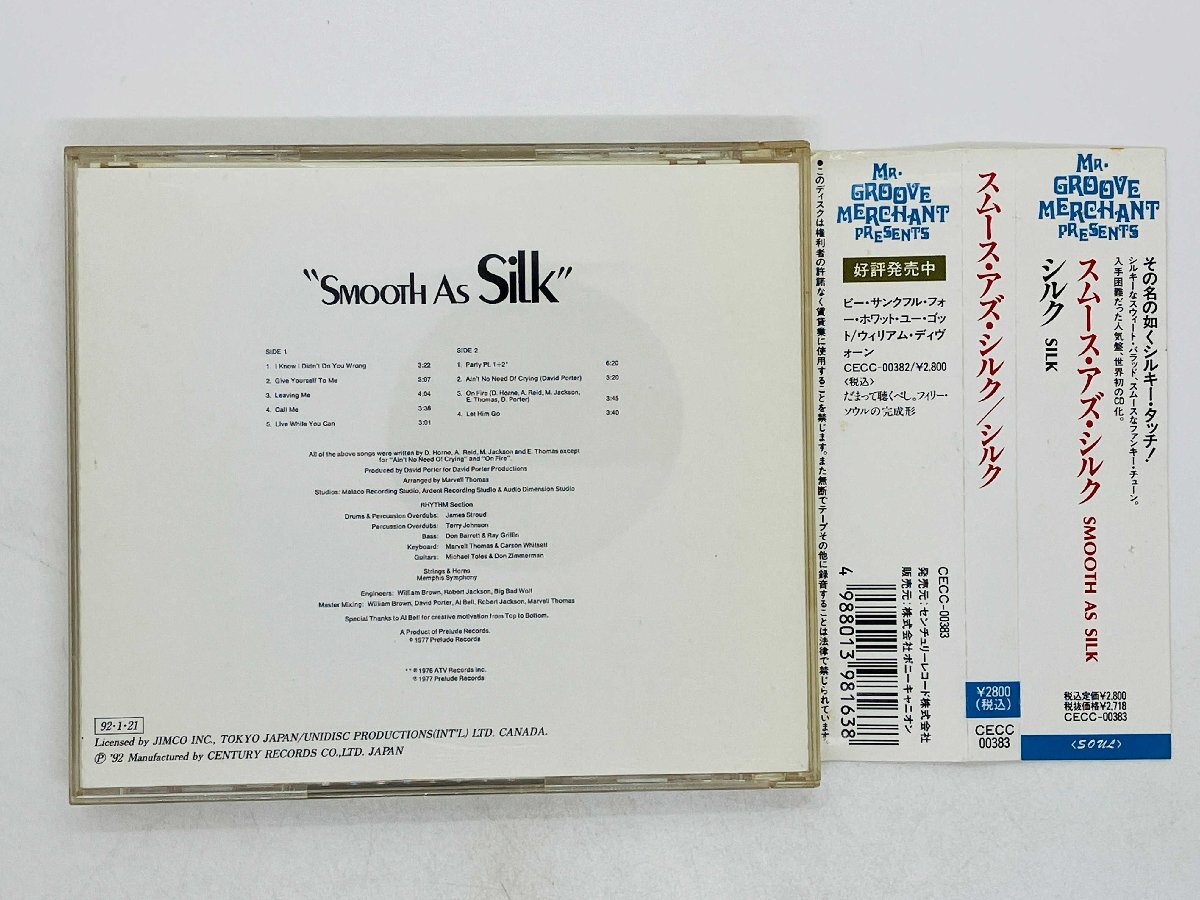 “SMOOTH AS Silk”
SIDE 1
1. I Know I Didn't Do You Wrong 3:22
2. Give Yourself To Me 3:07
3. Leaving Me 4:04
4. Call Me 3:38
5. Live While You Can 3:01
SIDE 2
1. Party Pt. 1+2* 6:20
2. Ain't No Need Of Crying (David Porter) 3:20
3. On Fire (D. Horne, A. Reid, M. Jackson,
E. Thomas, D. Porter) 3:45
4. Let Him Go 3:40
All of the above songs were written by D. Horne, A. Reid, M. Jackson and E. Thomas except
for "Ain't No Need Of Crying" and "On Fire".
Produced by David Porter for David Porter Productions
Arranged by Marvell Thomas
Studios: Malaco Recording Studio, Ardent Recording Studio & Audio Dimension Studio
RHYTHM Section
Drums & Percussion Overdubs: James Stroud
Percussion Overdubs: Terry Johnson
Bass: Don Barrett & Ray Griffin
Keyboard: Marvell Thomas & Carson Whitsett
Guitars: Michael Toles & Don Zimmerman
Strings & Horns
Memphis Symphony
Engineers: William Brown, Robert Jackson, Big Bad Wolf
Master Mixing: William Brown, David Porter, Al Bell, Robert Jackson, Marvell Thomas
Special Thanks to Al Bell for creative motivation from Top to Bottom.
A Product of Prelude Records.
© 1977 Prelude Records
** ℗ 1976 ATV Records Inc.
℗ 1977 Prelude Records
92・1・21
Licensed by JIMCO INC., TOKYO JAPAN/UNIDISC PRODUCTIONS(INT'L) LTD. CANADA.
℗ '92 Manufactured by CENTURY RECORDS CO.,LTD. JAPAN
●このディスクは権利者の許諾なく賃貸業に使用することを禁じます。また無断でテープその他に録音することは法律で禁じられています。
MR.
GROOVE
MERCHANT
PRESENTS
好評発売中
ビー・サンクフル・フォ
ー・ホワット・ユー・ゴッ
ト/ウィリアム・ディヴ
ォーン
CECC-00382/¥2,800
<税込>
だまって聴くべし。フィリー・
ソウルの完成形
CECC-00383
発売元：センチュリーレコード株式会社
販売元：株式会社ポニーキャニオン
4 988013 981638
スムース・アズ・シルク/シルク
¥2800
(税込)
CECC
00383
MR.
GROOVE
MERCHANT
PRESENTS
その名の如くシルキー・タッチ!
シルキーなスウィート・バラッド、スムースなファンキー・チューン。
入手困難だった人気盤、世界初のCD化。
スムース・アズ・シルク SMOOTH AS SILK
シルク SILK
税込定価¥2,800
税抜価格¥2,718
CECC-00383
<SOUL>